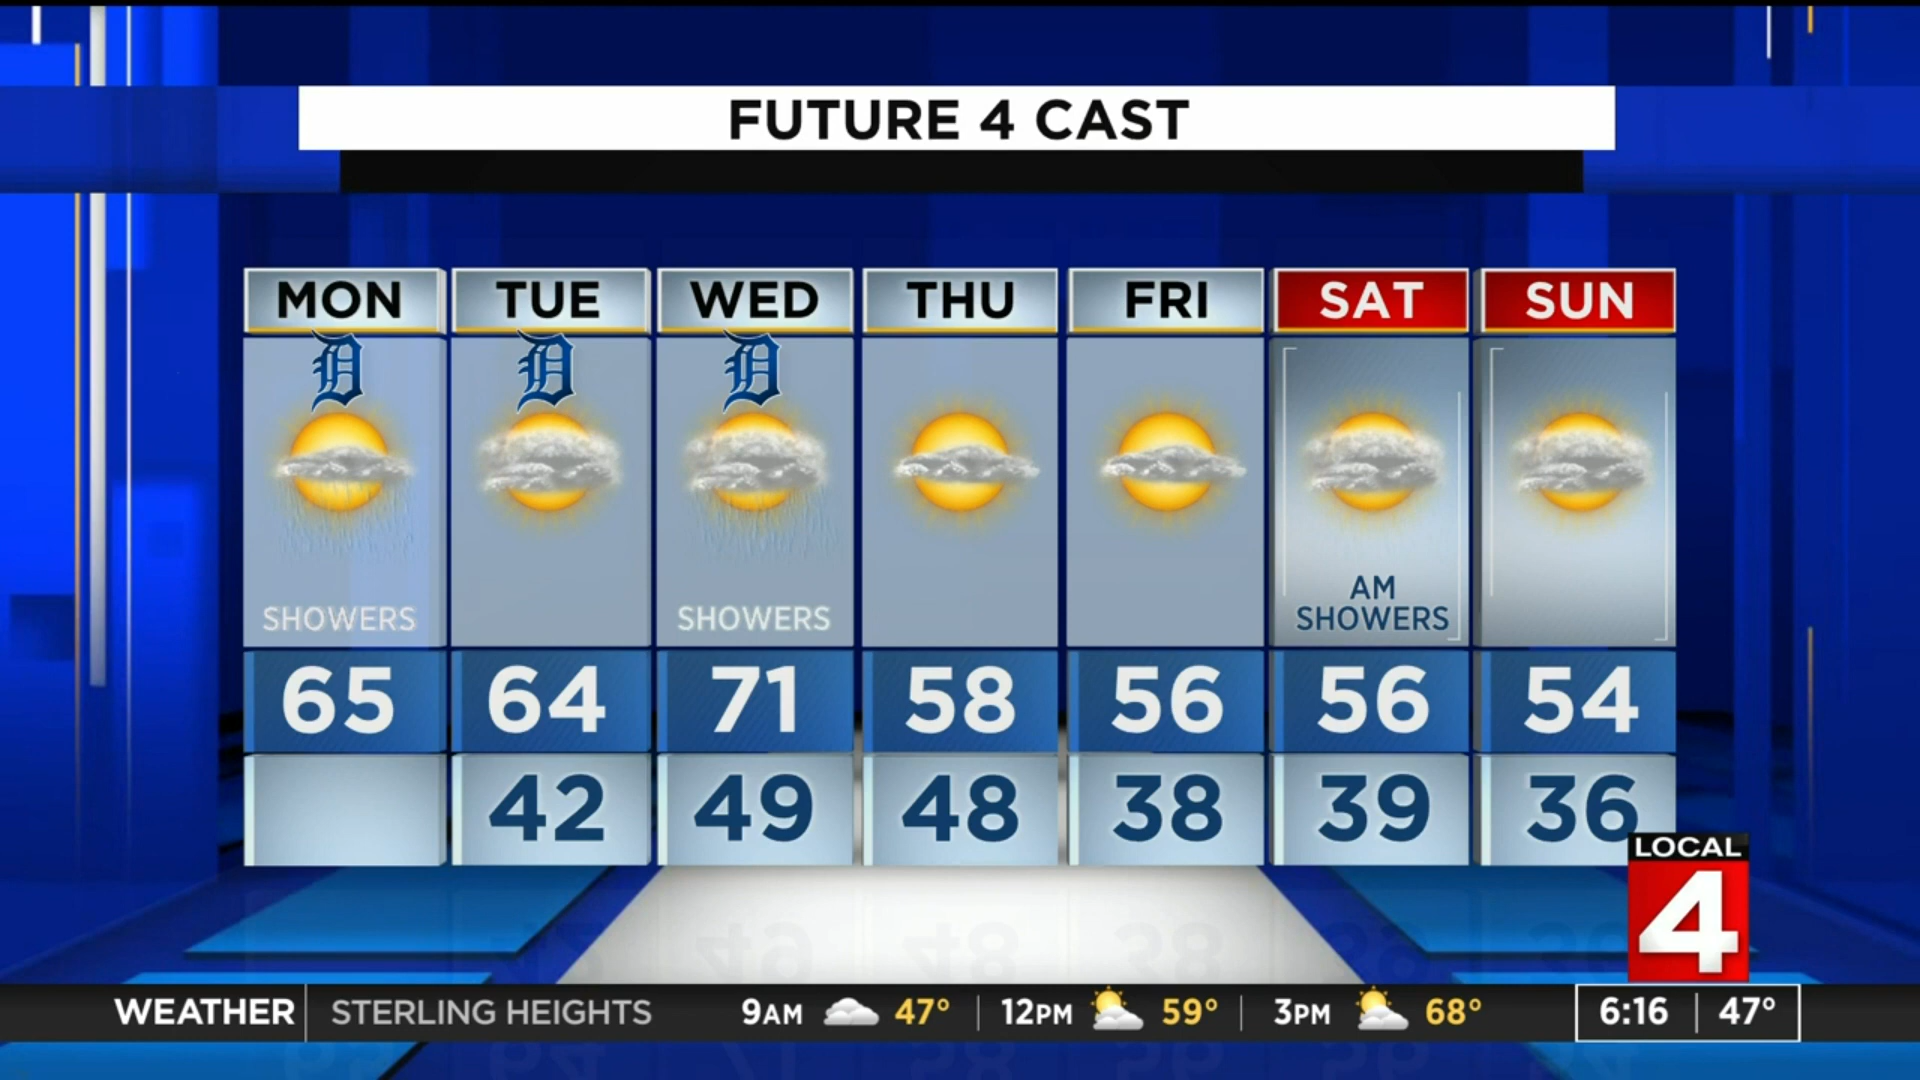 FUTURE 4 CAST
MON TUE WED THU FRI SAT SUN
D D D
SHOWERS SHOWERS AM SHOWERS
65 64 71 58 56 56 54
42 49 48 38 39 36
LOCAL
4
WEATHER STERLING HEIGHTS 9AM 47° 12PM 59° 3PM 68° 6:16 47°